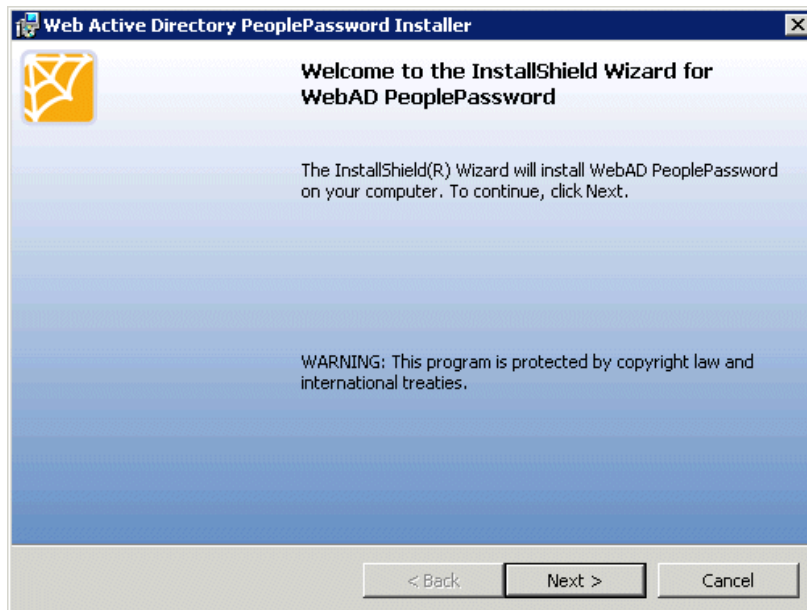 Web Active Directory PeoplePassword Installer
Welcome to the InstallShield Wizard for
WebAD PeoplePassword
The InstallShield(R) Wizard will install WebAD PeoplePassword
on your computer. To continue, click Next.
WARNING: This program is protected by copyright law and
international treaties.
< Back
Next >
Cancel